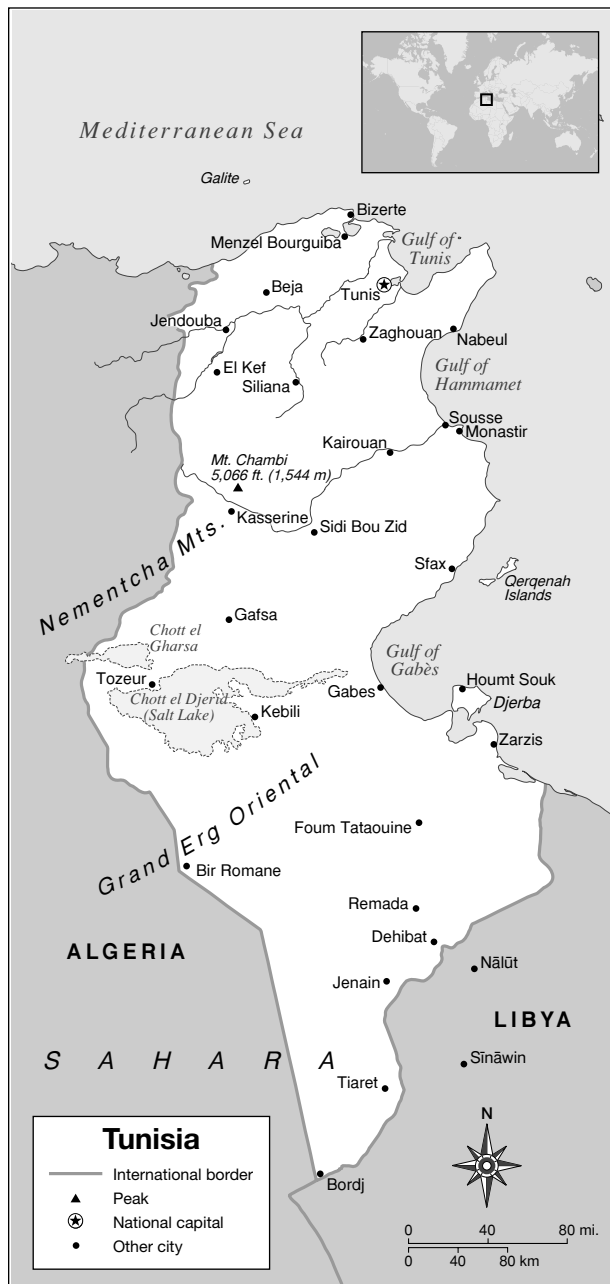 Mediterranean Sea
Galite
Bizerte
Menzel Bourguiba
Gulf of
Tunis
Beja
Tunis
Jendouba
Zaghouan
Nabeul
El Kef
Siliana
Gulf of
Hammamet
Sousse
Monastir
Kairouan
Mt. Chambi
5,066 ft. (1,544 m)
Kasserine
Sidi Bou Zid
Nementcha Mts.
Sfax
Qerqenah
Islands
Gafsa
Chott el
Gharsa
Gulf of
Gabès
Tozeur
Chott el Djerid
(Salt Lake)
Kebili
Gabes
Houmt Souk
Djerba
Zarzis
Grand Erg Oriental
Foum Tataouine
Bir Romane
Remada
Dehibat
ALGERIA
Nālūt
Jenain
LIBYA
SAHARA
Sīnāwin
Tiaret
Bordj
Tunisia
International border
Peak
National capital
Other city
N
0 40 80 mi.
0 40 80 km